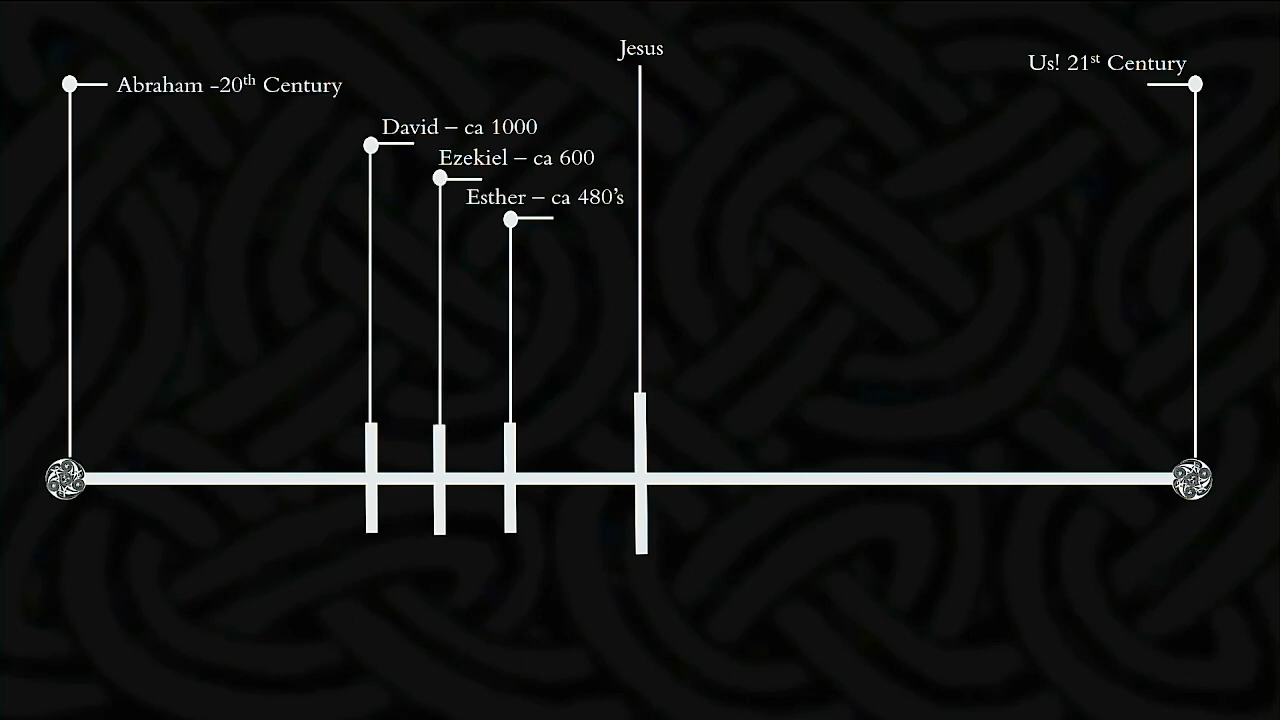 Jesus
Us! 21st Century
Abraham -20th Century
David – ca 1000
Ezekiel – ca 600
Esther – ca 480’s